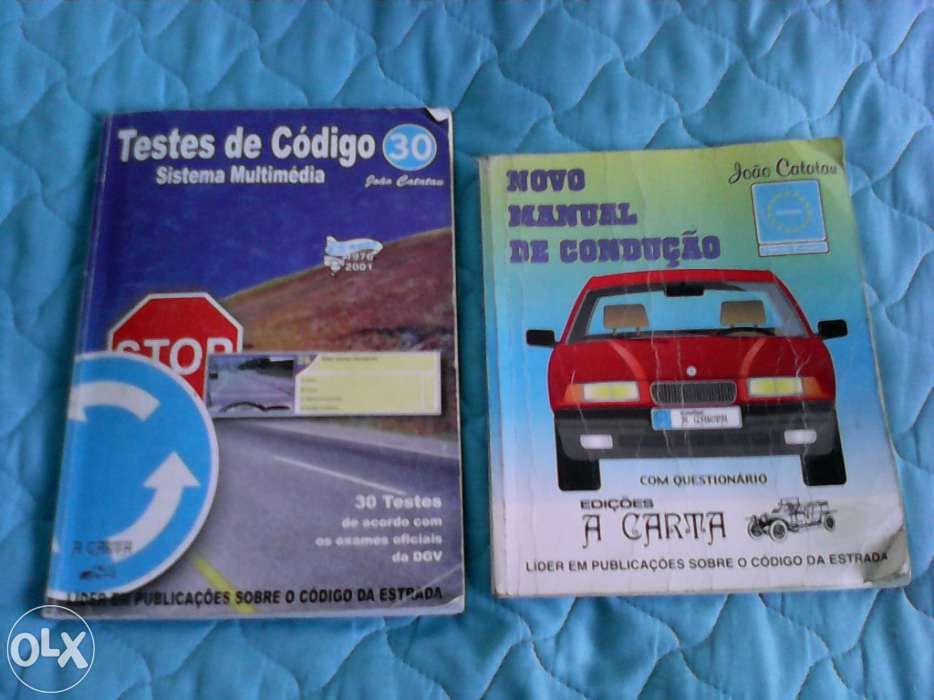 Testes de Código 30
Sistema Multimédia
João Catatau
1976
2001
STOP
30 Testes
de acordo com
os exames oficiais
da DGV
A CARTA
LÍDER EM PUBLICAÇÕES SOBRE O CÓDIGO DA ESTRADA
João Catatau
NOVO
MANUAL
DE CONDUÇÃO
A CARTA
COM QUESTIONÁRIO
EDIÇÕES
A CARTA
LÍDER EM PUBLICAÇÕES SOBRE O CÓDIGO DA ESTRADA
OLX